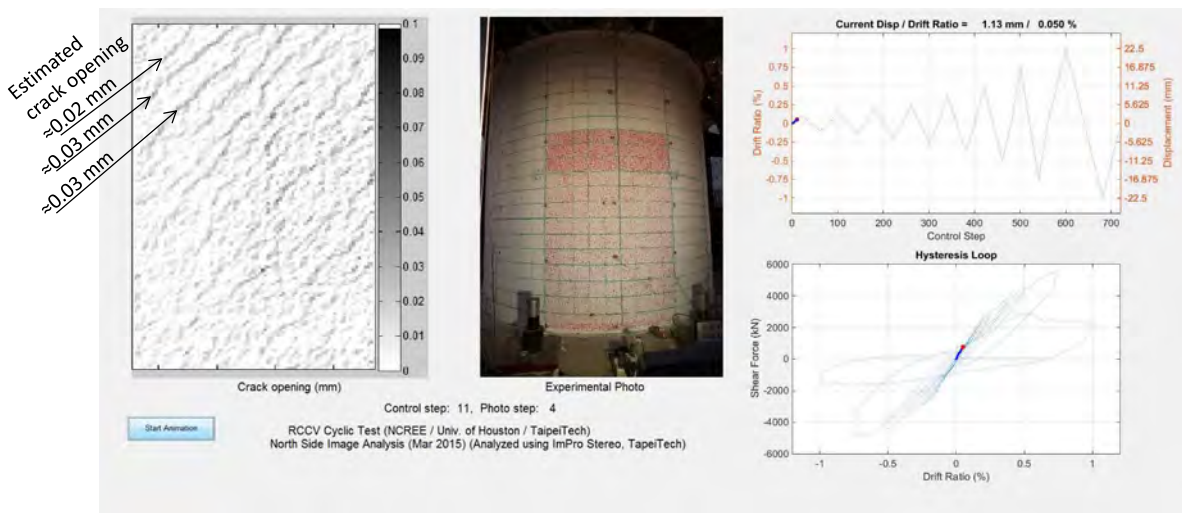 Estimated
crack opening
≈0.02 mm
≈0.03 mm
≈0.03 mm
0.1
0.09
0.08
0.07
0.06
0.05
0.04
0.03
0.02
0.01
0
Crack opening (mm)
Experimental Photo
Control step: 11, Photo step: 4
Start Animation
RCCV Cyclic Test (NCREE / Univ. of Houston / TaipeiTech)
North Side Image Analysis (Mar 2015) (Analyzed using ImPro Stereo, TapeiTech)
Current Disp / Drift Ratio = 1.13 mm / 0.050 %
Drift Ratio (%)
1
0.75
0.5
0.25
0
-0.25
-0.5
-0.75
-1
22.5
16.875
11.25
5.625
0
-5.625
-11.25
-16.875
-22.5
Displacement (mm)
0 100 200 300 400 500 600 700
Control Step
Hysteresis Loop
Shear Force (kN)
6000
4000
2000
0
-2000
-4000
-6000
-1 -0.5 0 0.5 1
Drift Ratio (%)